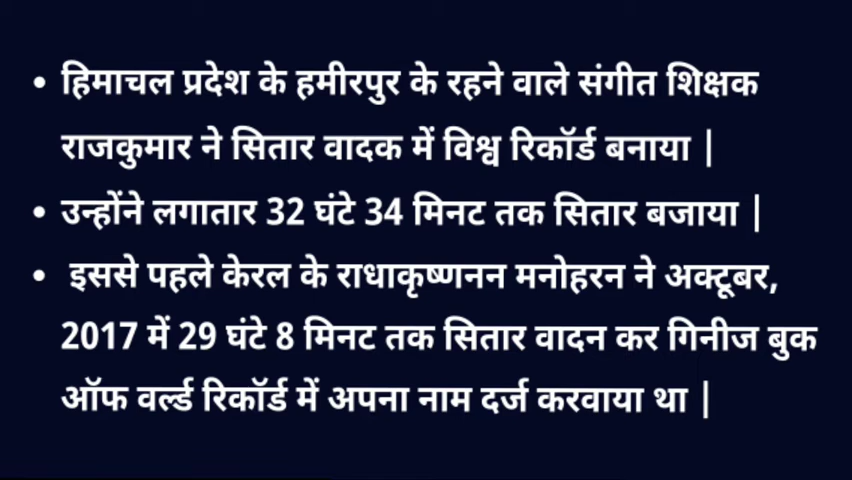 • हिमाचल प्रदेश के हमीरपुर के रहने वाले संगीत शिक्षक
राजकुमार ने सितार वादक में विश्व रिकॉर्ड बनाया |
• उन्होंने लगातार 32 घंटे 34 मिनट तक सितार बजाया |
• इससे पहले केरल के राधाकृष्णनन मनोहरन ने अक्टूबर,
2017 में 29 घंटे 8 मिनट तक सितार वादन कर गिनीज बुक
ऑफ वर्ल्ड रिकॉर्ड में अपना नाम दर्ज करवाया था |